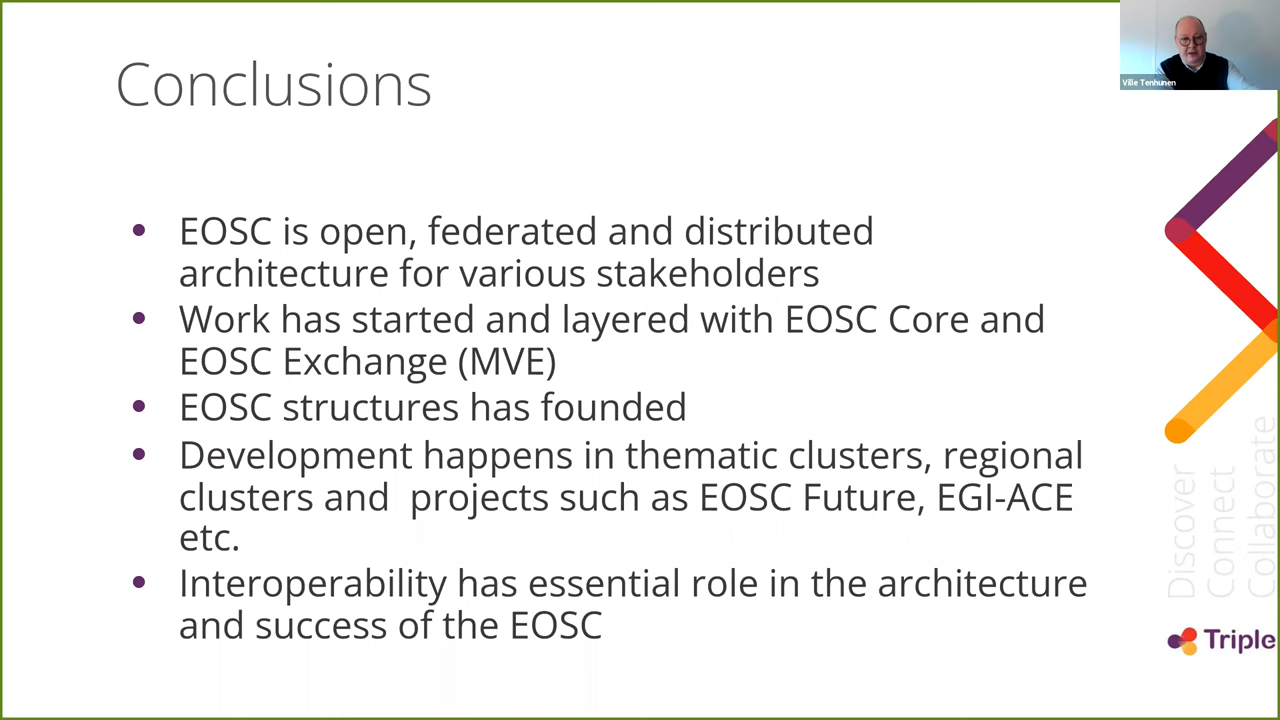 Conclusions
Ville Tenhunen
• EOSC is open, federated and distributed
architecture for various stakeholders
• Work has started and layered with EOSC Core and
EOSC Exchange (MVE)
• EOSC structures has founded
• Development happens in thematic clusters, regional
clusters and  projects such as EOSC Future, EGI-ACE
etc.
• Interoperability has essential role in the architecture
and success of the EOSC
Discover
Connect
Collaborate
Triple